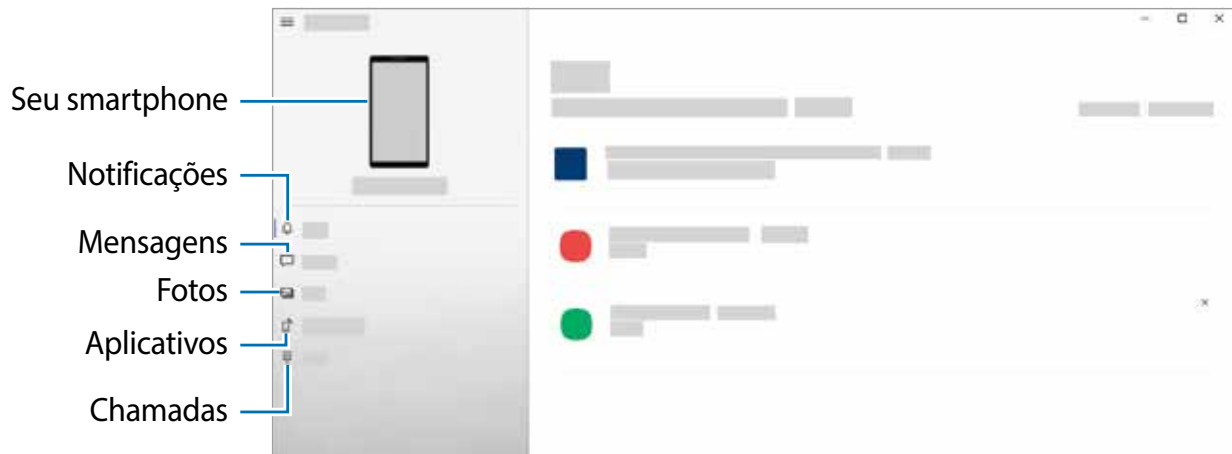 Seu smartphone
Notificações
Mensagens
Fotos
Aplicativos
Chamadas